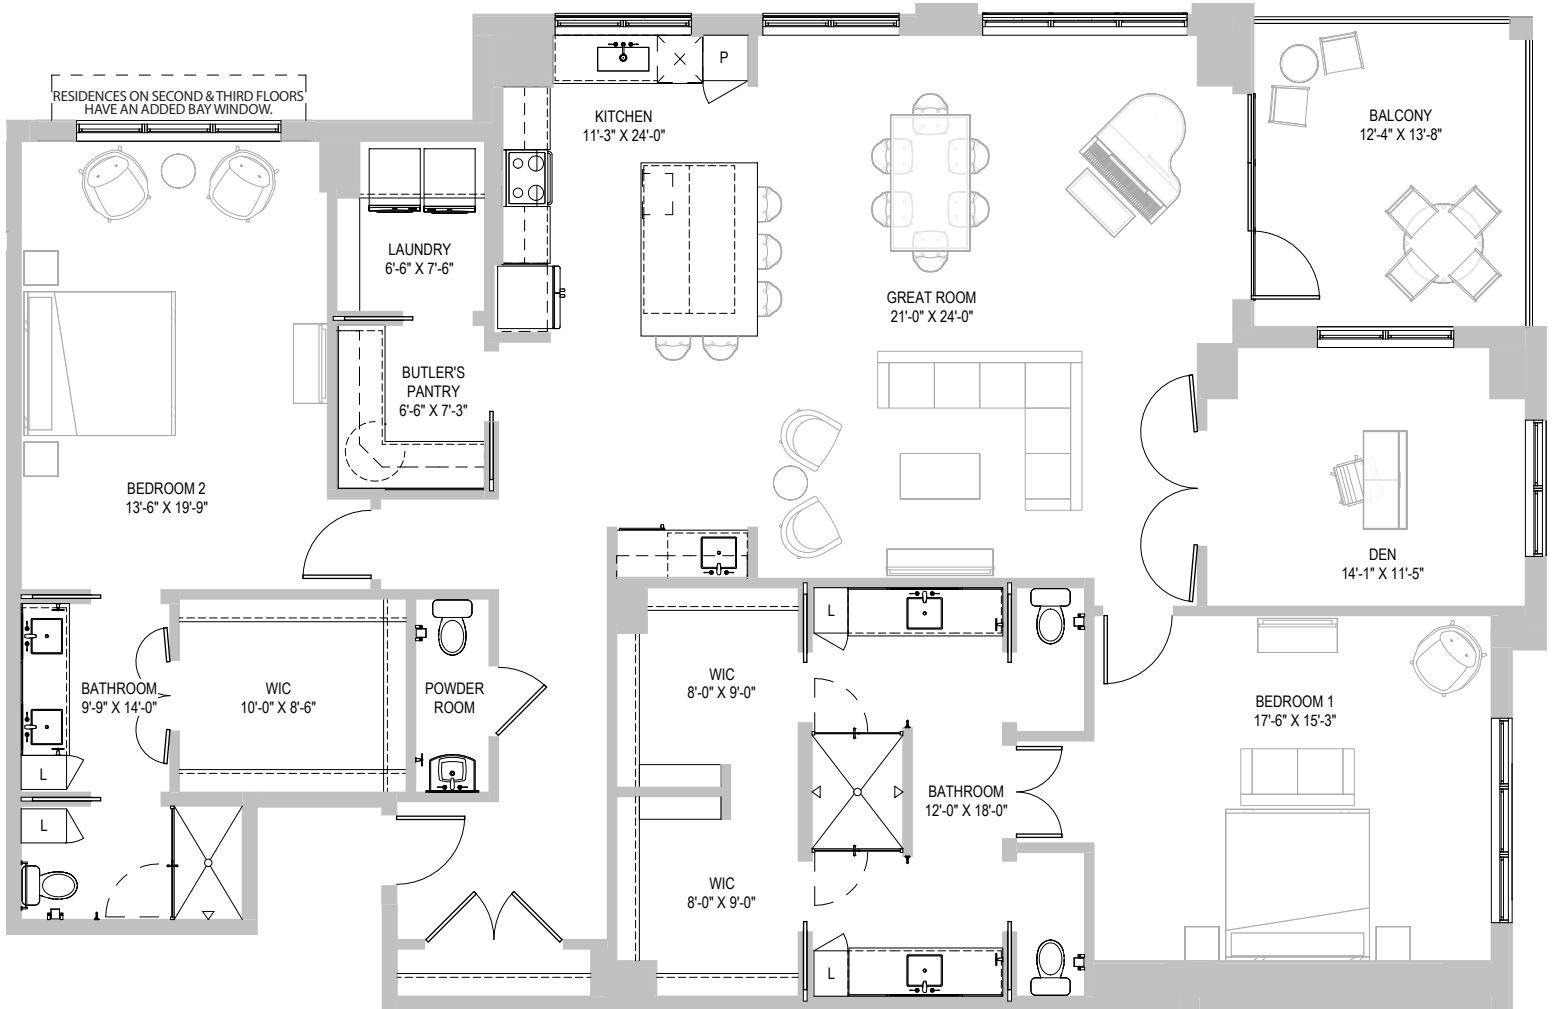 RESIDENCES ON SECOND & THIRD FLOORS
HAVE AN ADDED BAY WINDOW.
KITCHEN
11'-3" X 24'-0"
P
BALCONY
12'-4" X 13'-8"
LAUNDRY
6'-6" X 7'-6"
GREAT ROOM
21'-0" X 24'-0"
BUTLER'S
PANTRY
6'-6" X 7'-3"
BEDROOM 2
13'-6" X 19'-9"
DEN
14'-1" X 11'-5"
L
WIC
8'-0" X 9'-0"
BATHROOM
9'-9" X 14'-0"
WIC
10'-0" X 8'-6"
POWDER
ROOM
BEDROOM 1
17'-6" X 15'-3"
L
BATHROOM
12'-0" X 18'-0"
L
WIC
8'-0" X 9'-0"
L